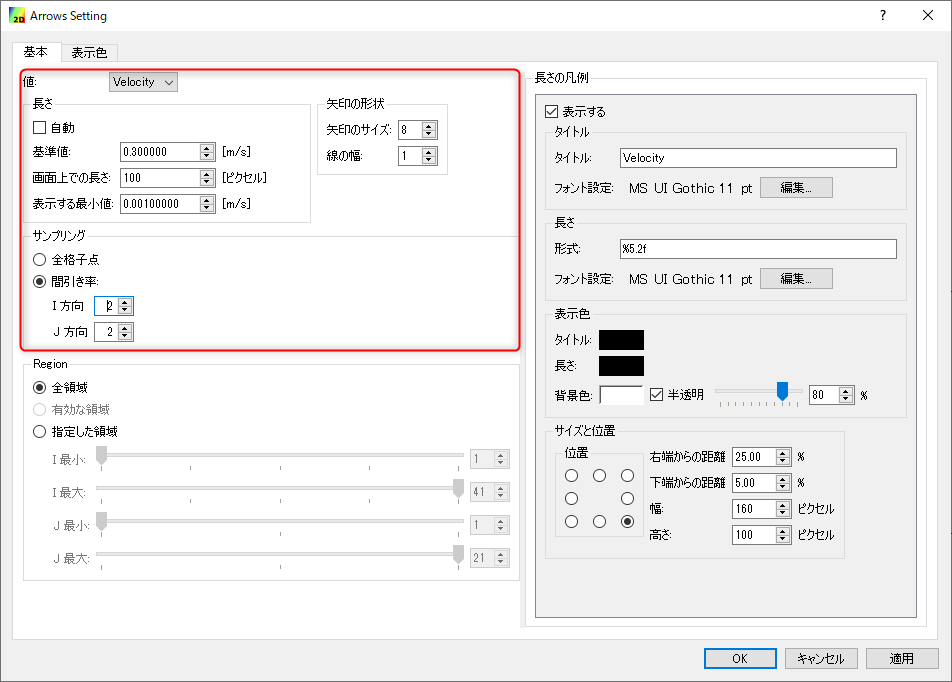 2D Arrows Setting ? ×
基本 表示色
値: Velocity
長さ
自動
基準値: 0.300000 [m/s]
画面上での長さ: 100 [ピクセル]
表示する最小値: 0.00100000 [m/s]
矢印の形状
矢印のサイズ: 8
線の幅: 1
サンプリング
全格子点
間引き率:
I 方向 2
J 方向 2
Region
全領域
有効な領域
指定した領域
I 最小: 1
I 最大: 41
J 最小: 1
J 最大: 21
長さの凡例
表示する
タイトル
タイトル: Velocity
フォント設定: MS UI Gothic 11 pt 編集...
長さ
形式: %5.2f
フォント設定: MS UI Gothic 11 pt 編集...
表示色
タイトル:
長さ:
背景色: 半透明 80 %
サイズと位置
位置
右端からの距離 25.00 %
下端からの距離 5.00 %
幅: 160 ピクセル
高さ: 100 ピクセル
OK キャンセル 適用